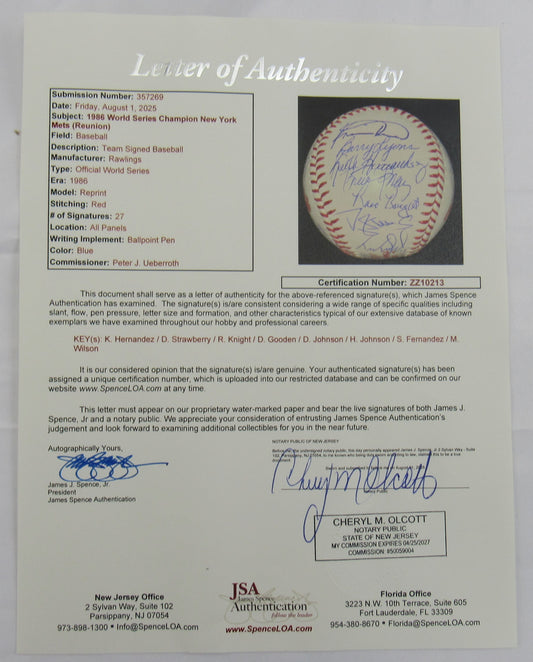 Letter of Authenticity
Submission Number: 357269
Date: Friday, August 1, 2025
Subject: 1986 World Series Champion New York
Mets (Reunion)
Field: Baseball
Description: Team Signed Baseball
Manufacturer: Rawlings
Type: Official World Series
Era: 1986
Model: Reprint
Stitching: Red
# of Signatures: 27
Location: All Panels
Writing Implement: Ballpoint Pen
Color: Blue
Commissioner: Peter J. Ueberroth
Barry Lyons
Keith Hernandez
Certification Number: ZZ10213
This document shall serve as a letter of authenticity for the above-referenced signature(s), which James Spence
Authentication has examined. The signature(s) is/are consistent considering a wide range of specific qualities including
slant, flow, pen pressure, letter size and formation, and other characteristics typical of our extensive database of known
exemplars we have examined throughout our hobby and professional careers.
KEY(s): K. Hernandez / D. Strawberry / R. Knight / D. Gooden / D. Johnson / H. Johnson / S. Fernandez / M.
Wilson
It is our considered opinion that the signature(s) is/are genuine. Your authenticated signature(s) has been
assigned a unique certification number, which is uploaded into our restricted database and can be confirmed on our
website www.SpenceLOA.com at any time.
This letter must appear on our proprietary water-marked paper and bear the live signatures of both James J.
Spence, Jr and a notary public. We appreciate your consideration of entrusting James Spence Authentication's
judgement and look forward to examining additional collectibles for you in the near future.
Autographically Yours,
James J. Spence, Jr.
President
James Spence Authentication
NOTARY PUBLIC OF NEW JERSEY
Cheryl M Olcott
CHERYL M. OLCOTT
NOTARY PUBLIC
STATE OF NEW JERSEY
MY COMMISSION EXPIRES 04/25/2027
COMMISSION: #50059004
New Jersey Office
2 Sylvan Way, Suite 102
Parsippany, NJ 07054
973-898-1300 • Info@SpenceLOA.com
JSA
James Spence
Authentication
follow the leader
www.SpenceLOA.com
Florida Office
3223 N.W. 10th Terrace, Suite 605
Fort Lauderdale, FL 33309
954-380-8670 • Florida@SpenceLOA.com